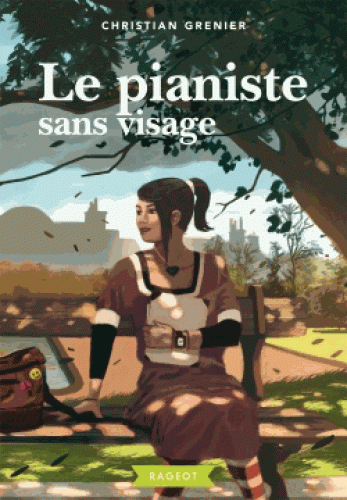 CHRISTIAN GRENIER
Le pianiste
sans visage
RAGEOT